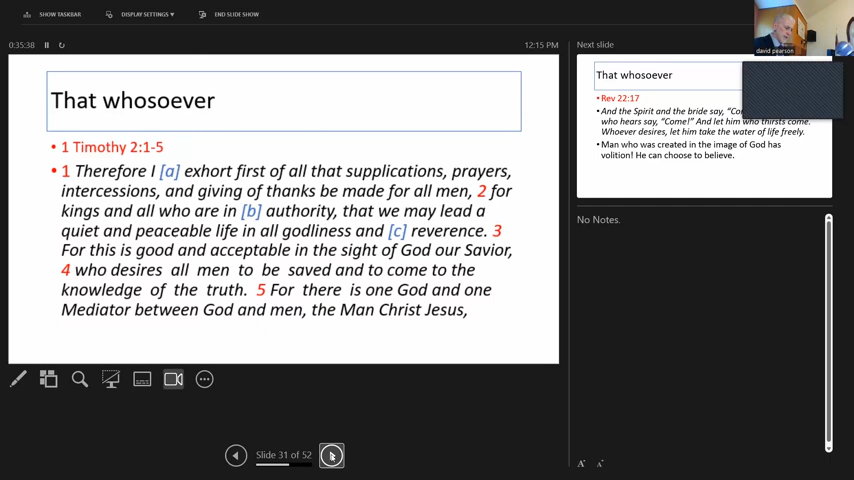 SHOW TASKBAR DISPLAY SETTINGS ▾ END SLIDE SHOW
0:35:38 12:15 PM
That whosoever
• 1 Timothy 2:1-5
• 1 Therefore I [a] exhort first of all that supplications, prayers,
intercessions, and giving of thanks be made for all men, 2 for
kings and all who are in [b] authority, that we may lead a
quiet and peaceable life in all godliness and [c] reverence. 3
For this is good and acceptable in the sight of God our Savior,
4 who desires all men to be saved and to come to the
knowledge of the truth. 5 For there is one God and one
Mediator between God and men, the Man Christ Jesus,
Slide 31 of 52
Next slide
david pearson
That whosoever
• Rev 22:17
• And the Spirit and the bride say,
who hears say, "Come!" And let him who thirsts come.
Whoever desires, let him take the water of life freely.
• Man who was created in the image of God has
volition! He can choose to believe.
No Notes.
A A